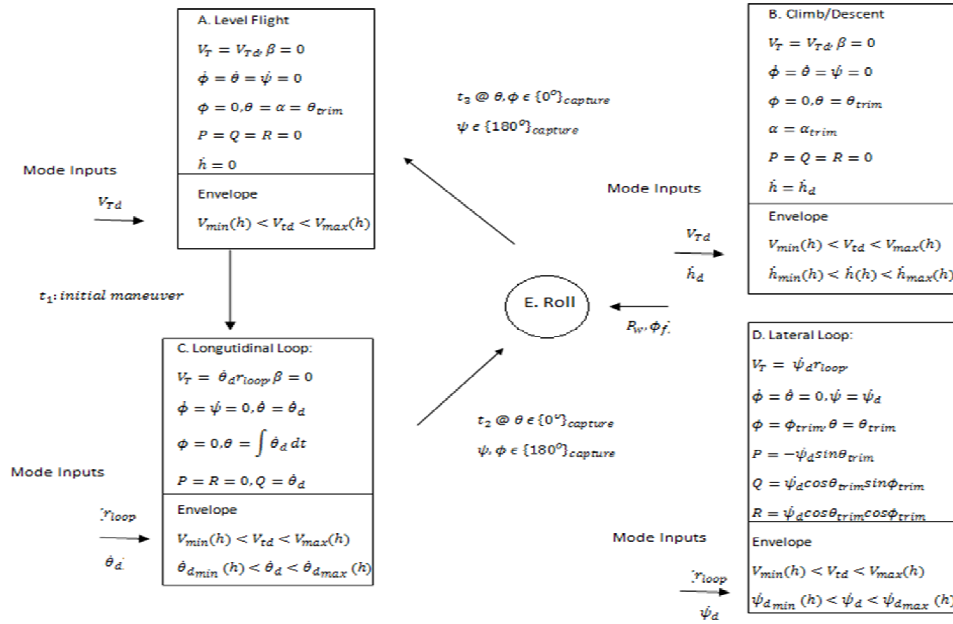 A. Level Flight
V_T = V_Td, β = 0
ϕ̇ = θ̇ = ψ̇ = 0
ϕ = 0, θ = α = θ_trim
P = Q = R = 0
ḣ = 0
Envelope
V_min(h) < V_td < V_max(h)
Mode Inputs
V_Td
t₁: initial maneuver
t₃ @ θ, ϕ ϵ {0°}_capture
ψ ϵ {180°}_capture
B. Climb/Descent
V_T = V_Td, β = 0
ϕ̇ = θ̇ = ψ̇ = 0
ϕ = 0, θ = θ_trim
α = α_trim
P = Q = R = 0
ḣ = ḣ_d
Envelope
V_min(h) < V_td < V_max(h)
ḣ_min(h) < ḣ(h) < ḣ_max(h)
Mode Inputs
V_Td
ḣ_d
E. Roll
P_w, ϕ_f
C. Longutidinal Loop:
V_T = θ̇_d r_loop, β = 0
ϕ̇ = ψ̇ = 0, θ̇ = θ̇_d
ϕ = 0, θ = ∫ θ̇_d dt
P = R = 0, Q = θ̇_d
Envelope
V_min(h) < V_td < V_max(h)
θ̇_dmin (h) < θ̇_d < θ̇_dmax (h)
Mode Inputs
r_loop
θ̇_d
t₂ @ θ ϵ {0°}_capture
ψ, ϕ ϵ {180°}_capture
D. Lateral Loop:
V_T = ψ̇_d r_loop,
ϕ̇ = θ̇ = 0, ψ̇ = ψ̇_d
ϕ = ϕ_trim, θ = θ_trim
P = −ψ̇_d sinθ_trim
Q = ψ̇_d cosθ_trim sinϕ_trim
R = ψ̇_d cosθ_trim cosϕ_trim
Envelope
V_min(h) < V_td < V_max(h)
ψ̇_dmin (h) < ψ̇_d < ψ̇_dmax (h)
Mode Inputs
r_loop
ψ̇_d